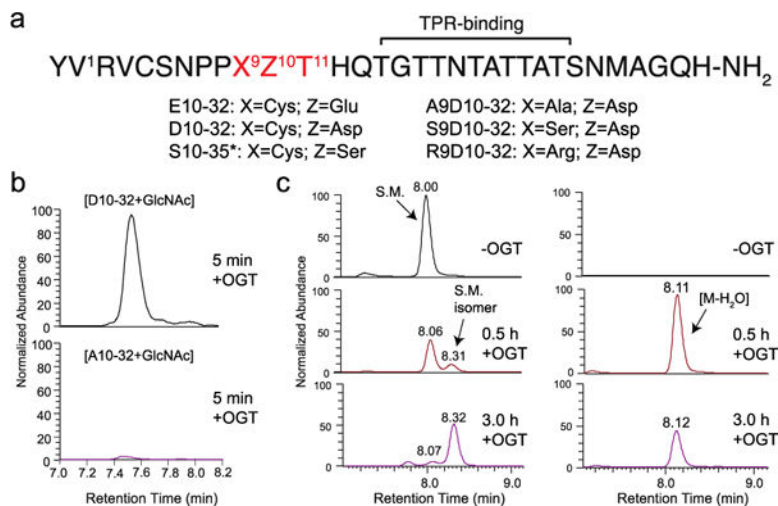 a
TPR-binding
YV¹RVCSNPPX⁹Z¹⁰T¹¹HQTGTTNTATTATSNMAGQH-NH₂
E10-32: X=Cys; Z=Glu
D10-32: X=Cys; Z=Asp
S10-35*: X=Cys; Z=Ser
A9D10-32: X=Ala; Z=Asp
S9D10-32: X=Ser; Z=Asp
R9D10-32: X=Arg; Z=Asp
b
Normalized Abundance
[D10-32+GlcNAc]
100
80
60
40
20
0
5 min
+OGT
[A10-32+GlcNAc]
100
80
60
40
20
0
5 min
+OGT
7.0 7.4 7.8 8.2
Retention Time (min)
c
Normalized Abundance
100
50
0
S.M.
8.00
-OGT
100
50
0
S.M.
isomer
8.06
8.31
0.5 h
+OGT
100
50
0
8.07
8.32
3.0 h
+OGT
8.0 9.0
Retention Time (min)
100
50
0
-OGT
100
50
0
8.11
[M-H₂O]
0.5 h
+OGT
100
50
0
8.12
3.0 h
+OGT
8.0 9.0
Retention Time (min)